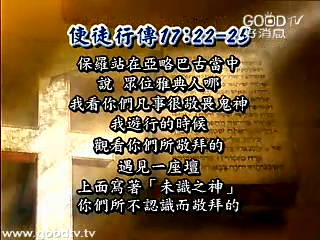 GOOD TV
好消息
使徒行傳17:22-25
保羅站在亞略巴古當中
說 眾位雅典人哪
我看你們凡事很敬畏鬼神
我遊行的時候
觀看你們所敬拜的
遇見一座壇
上面寫著「未識之神」
你們所不認識而敬拜的
www.goodtv.tv